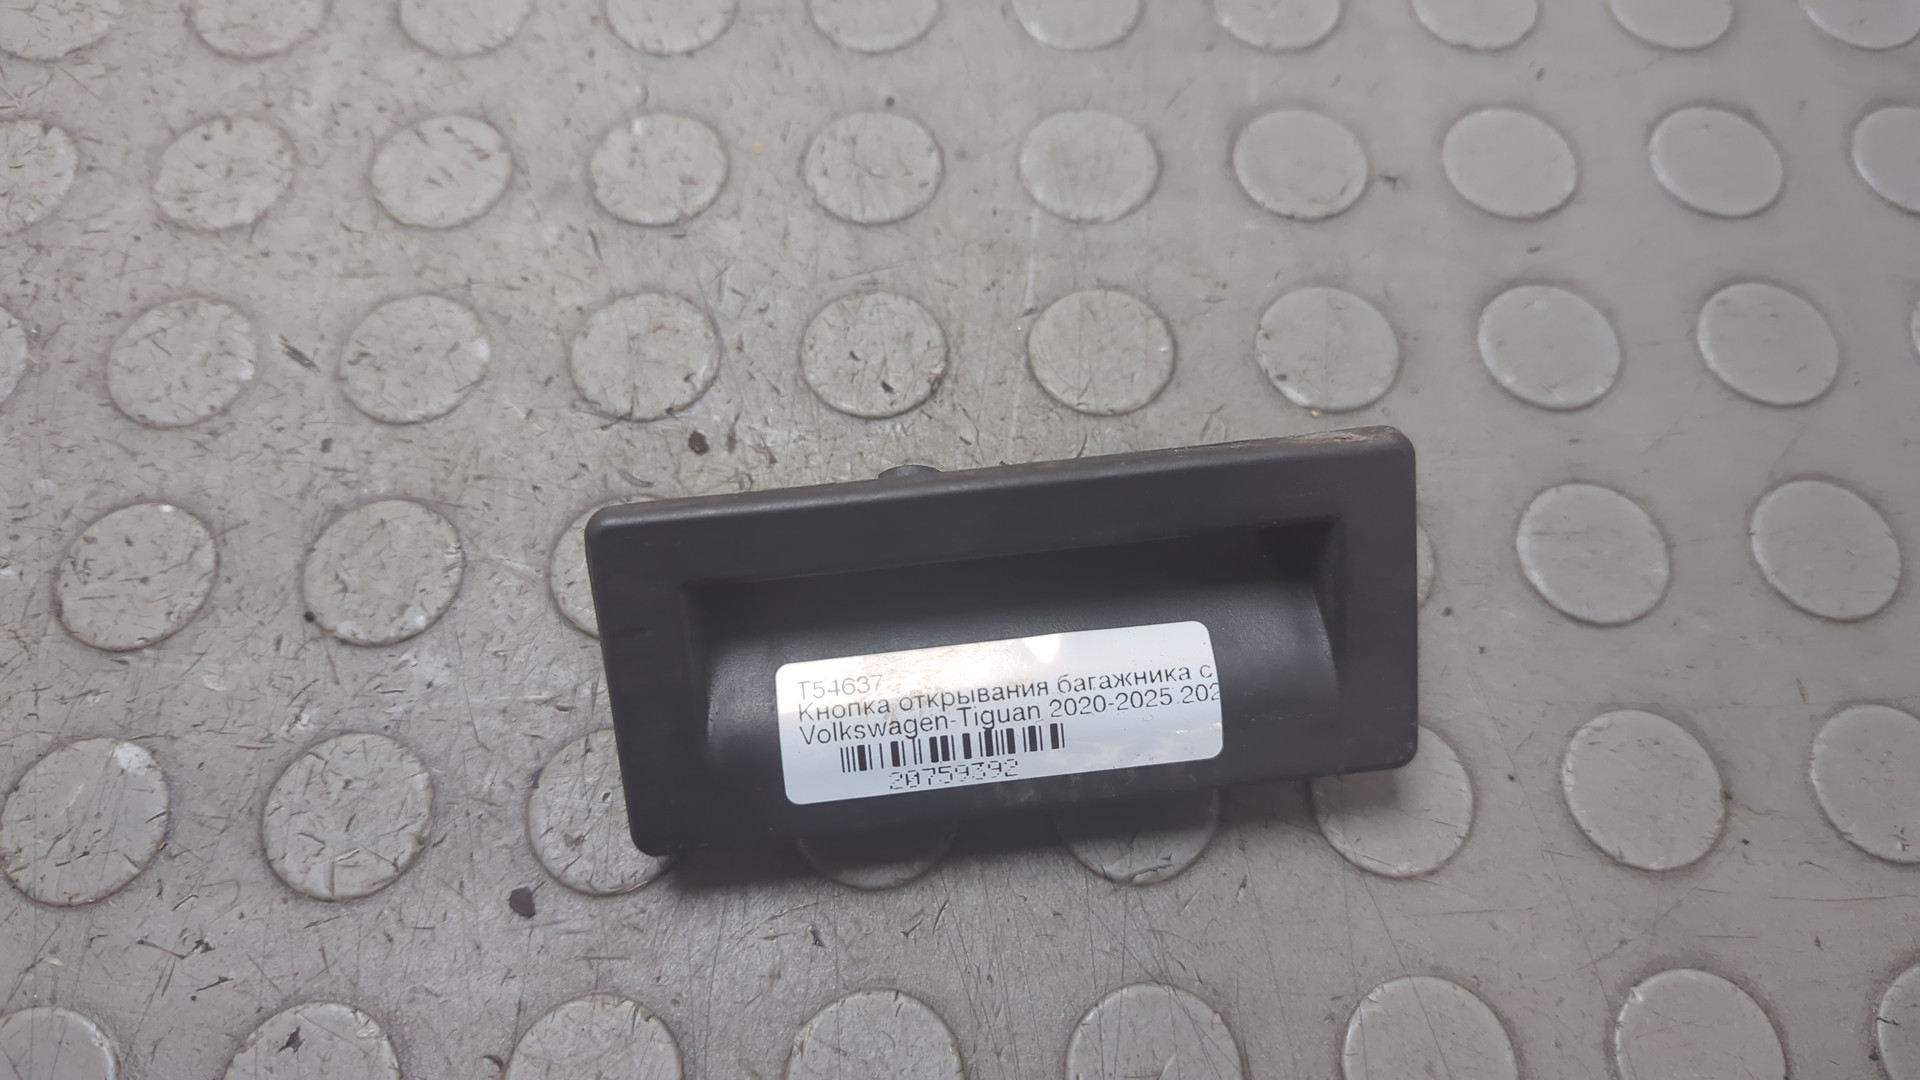 T54637
Кнопка открывания багажника с
Volkswagen-Tiguan 2020-2025 202
20759392